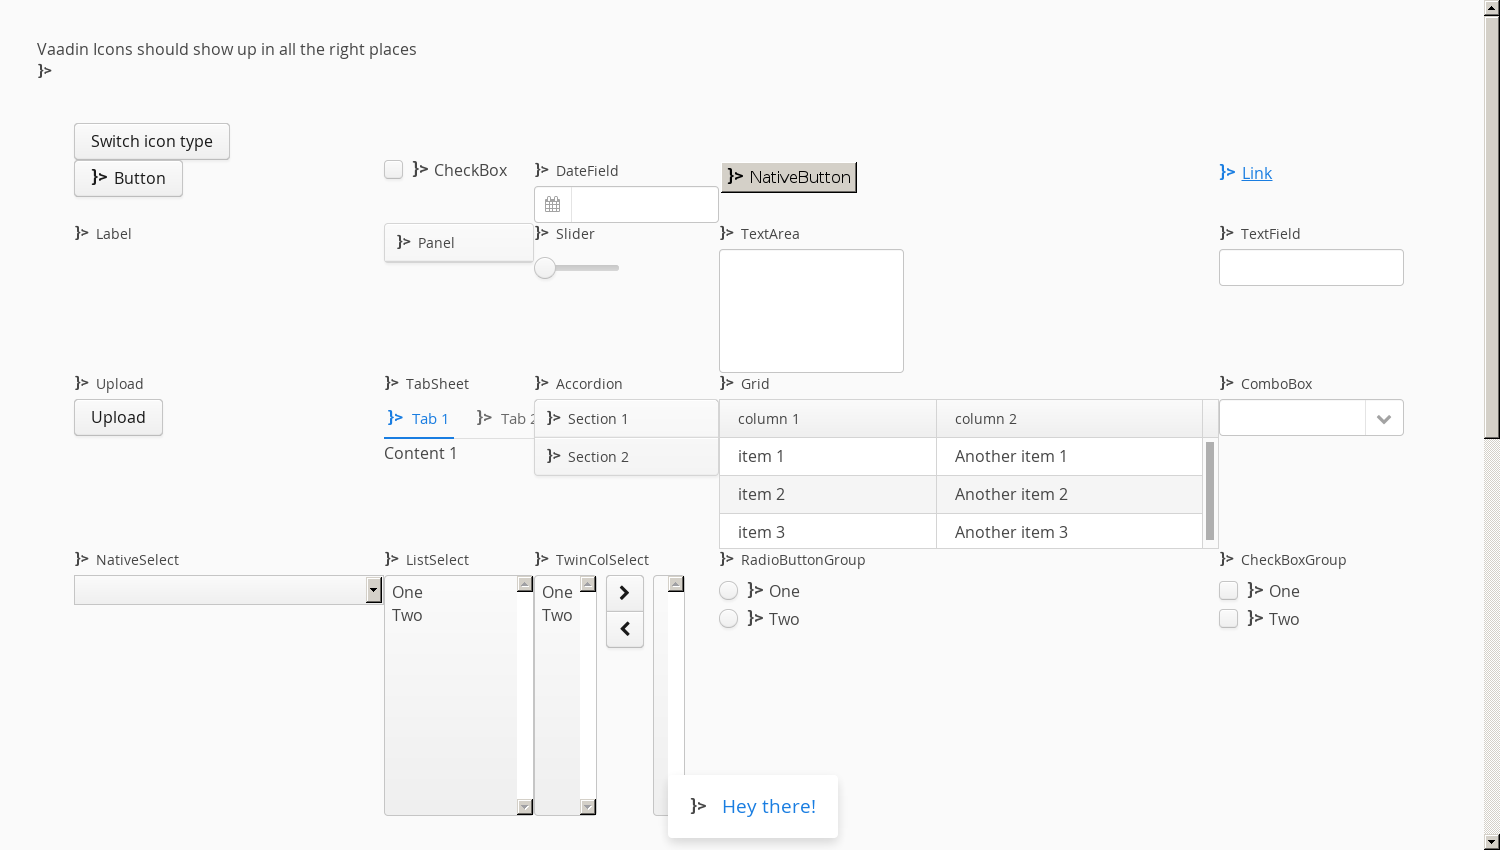 Vaadin Icons should show up in all the right places
}>
Switch icon type
}> Button
}> CheckBox
}> DateField
}> NativeButton
}> Link
}> Label
}> Panel
}> Slider
}> TextArea
}> TextField
}> Upload
Upload
}> TabSheet
}> Tab 1 }> Tab 2
Content 1
}> Accordion
}> Section 1
}> Section 2
}> Grid
column 1 column 2
item 1 Another item 1
item 2 Another item 2
item 3 Another item 3
}> ComboBox
}> NativeSelect
}> ListSelect
One
Two
}> TwinColSelect
One
Two
}> RadioButtonGroup
}> One
}> Two
}> CheckBoxGroup
}> One
}> Two
}> Hey there!